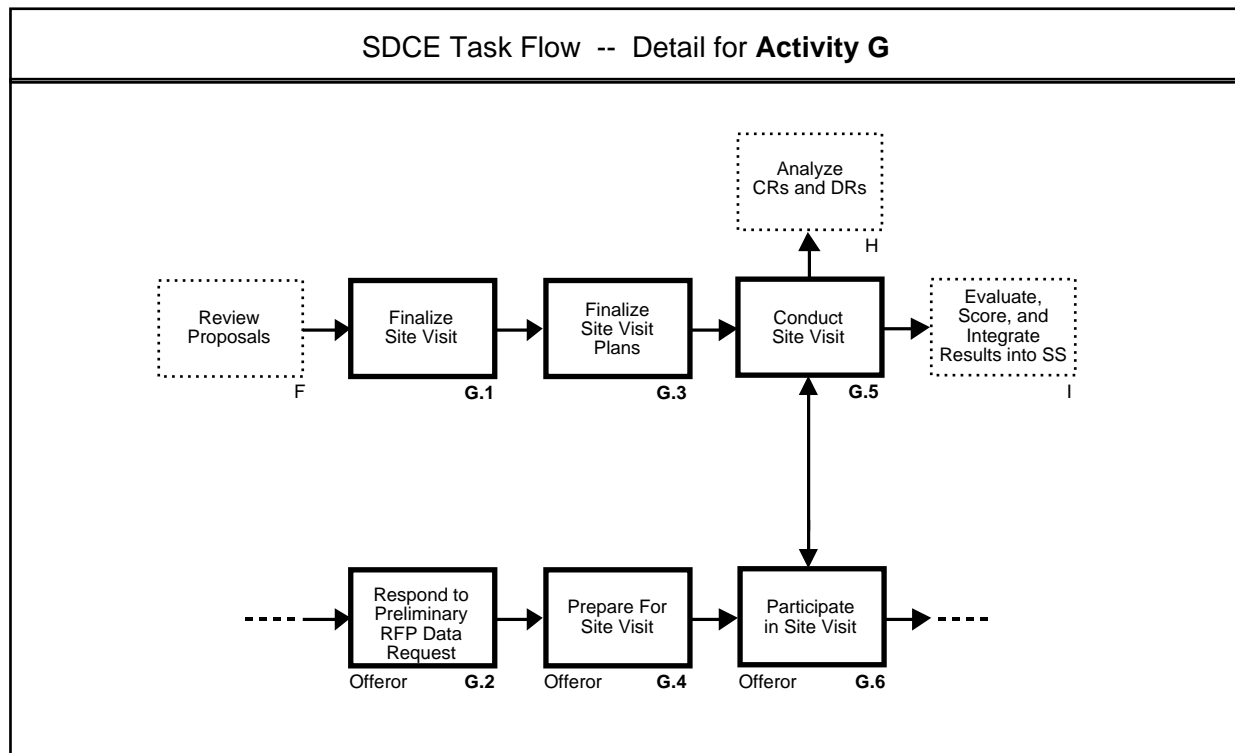 SDCE Task Flow -- Detail for Activity G
Analyze
CRs and DRs
H
Review
Proposals
F
Finalize
Site Visit
G.1
Finalize
Site Visit
Plans
G.3
Conduct
Site Visit
G.5
Evaluate,
Score, and
Integrate
Results into SS
I
Respond to
Preliminary
RFP Data
Request
Offeror G.2
Prepare For
Site Visit
Offeror G.4
Participate
in Site Visit
Offeror G.6